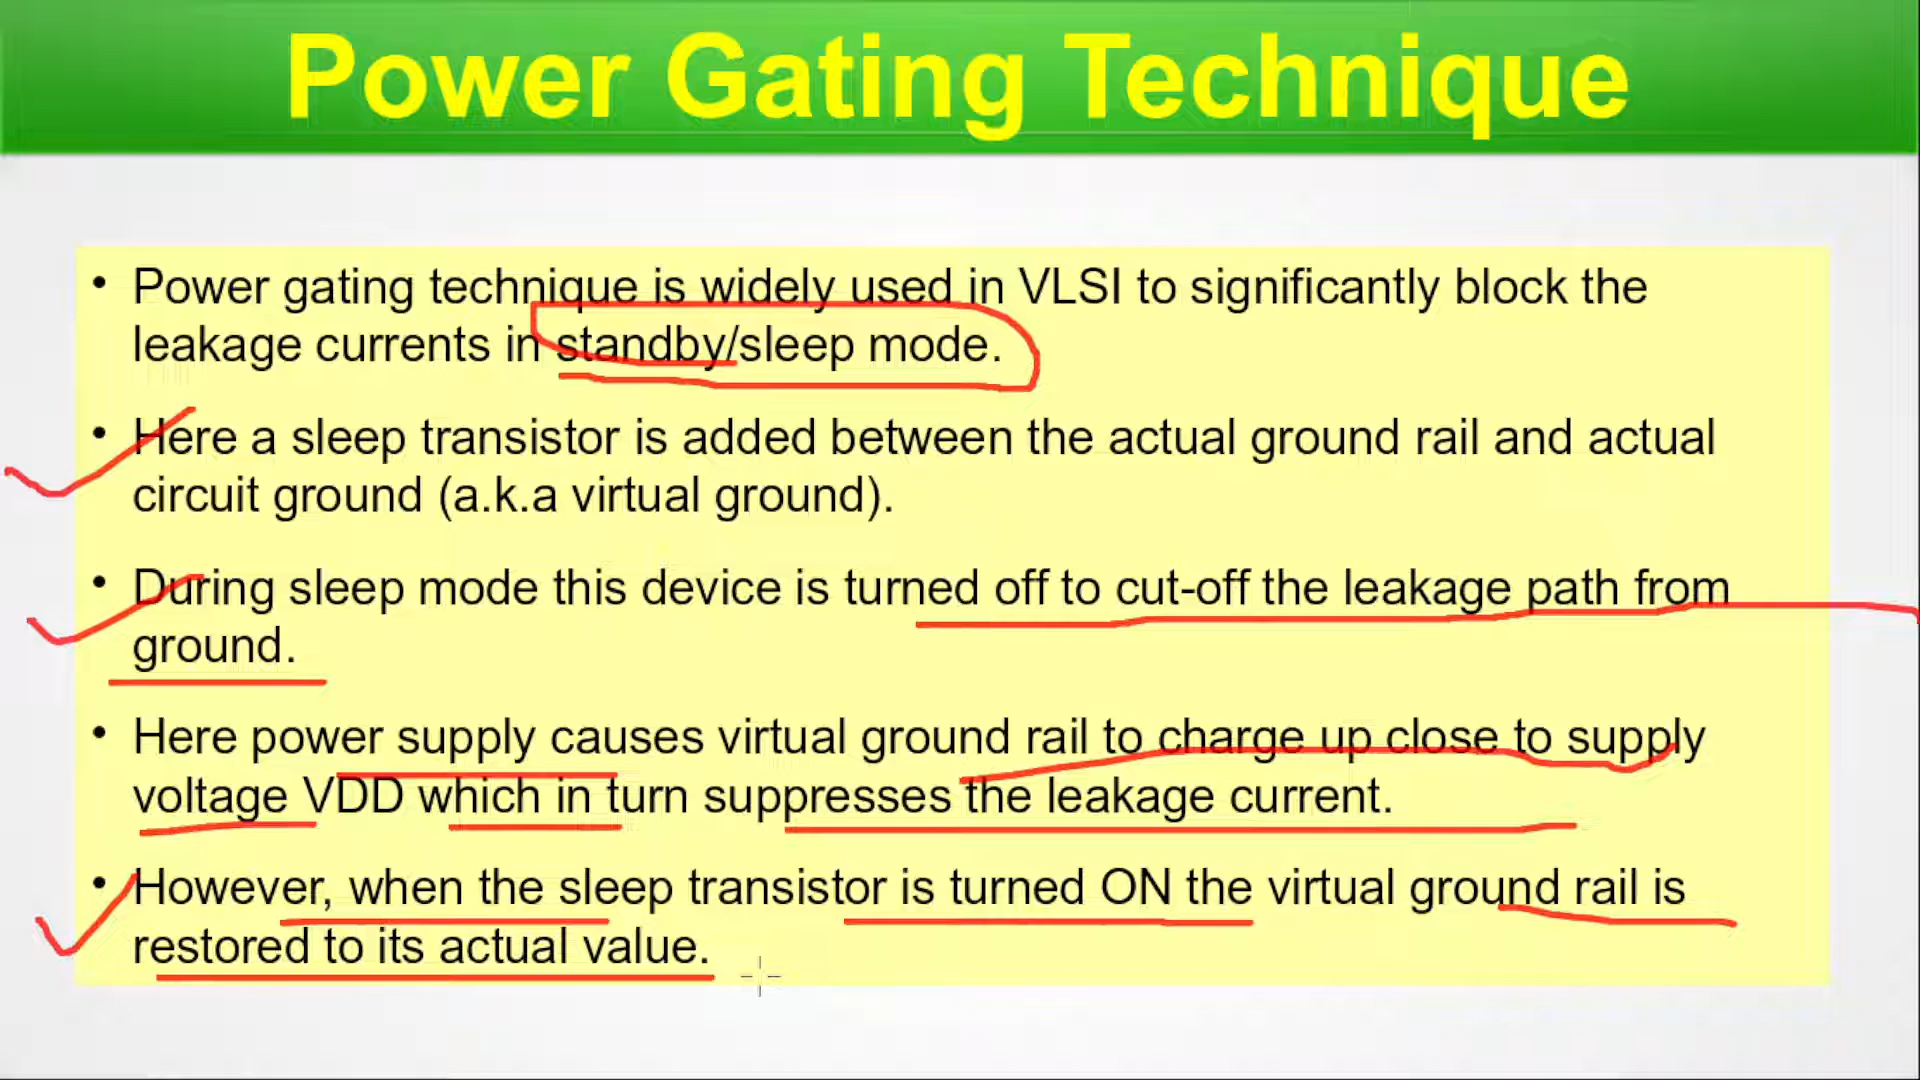 Power Gating Technique
• Power gating technique is widely used in VLSI to significantly block the
leakage currents in standby/sleep mode.
• Here a sleep transistor is added between the actual ground rail and actual
circuit ground (a.k.a virtual ground).
• During sleep mode this device is turned off to cut-off the leakage path from
ground.
• Here power supply causes virtual ground rail to charge up close to supply
voltage VDD which in turn suppresses the leakage current.
• However, when the sleep transistor is turned ON the virtual ground rail is
restored to its actual value.